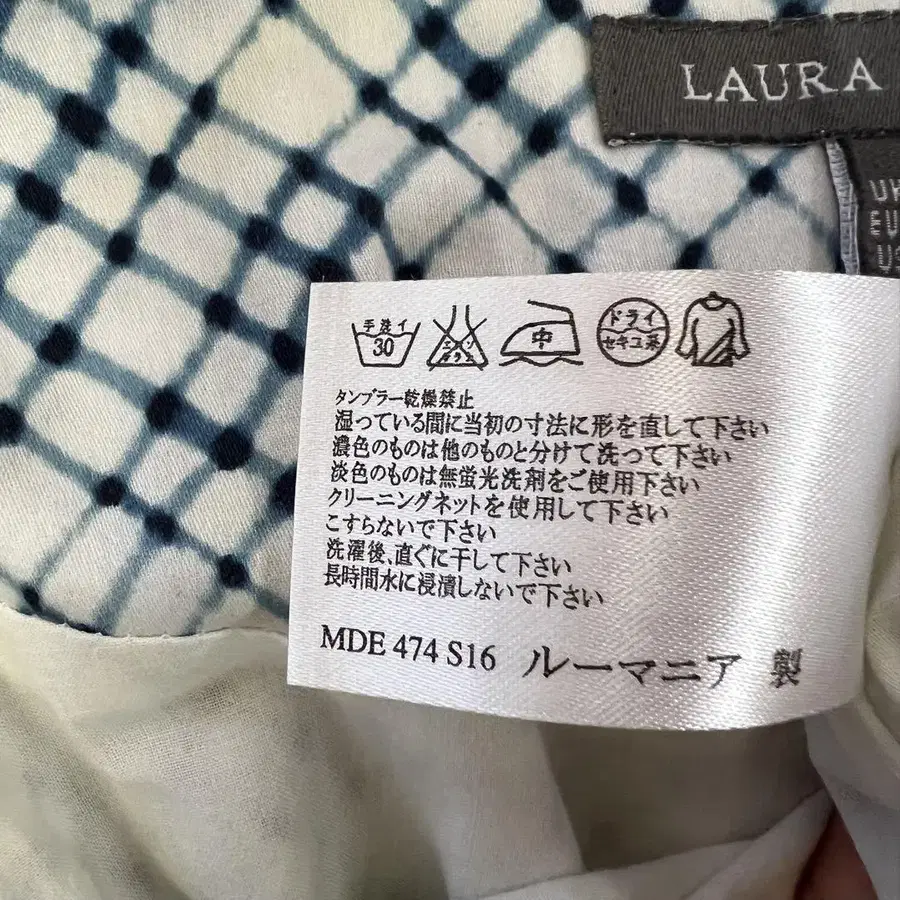 LAURA
手洗イ
30
エンソ
サラシ
中
ドライ
セキユ系
タンブラー乾燥禁止
湿っている間に当初の寸法に形を直して下さい
濃色のものは他のものと分けて洗って下さい
淡色のものは無蛍光洗剤をご使用下さい
クリーニングネットを使用して下さい
こすらないで下さい
洗濯後、直ぐに干して下さい
長時間水に浸漬しないで下さい
MDE 474 S16 ルーマニア 製